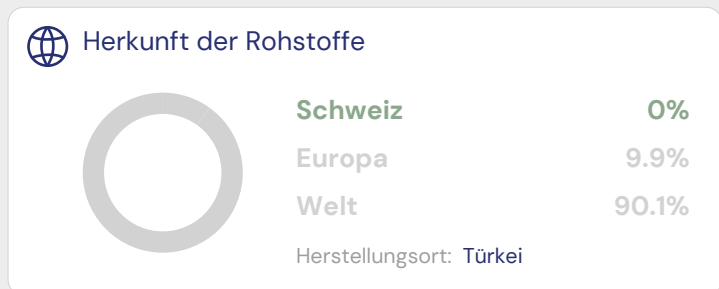 Herkunft der Rohstoffe
Schweiz 0%
Europa 9.9%
Welt 90.1%
Herstellungsort: Türkei